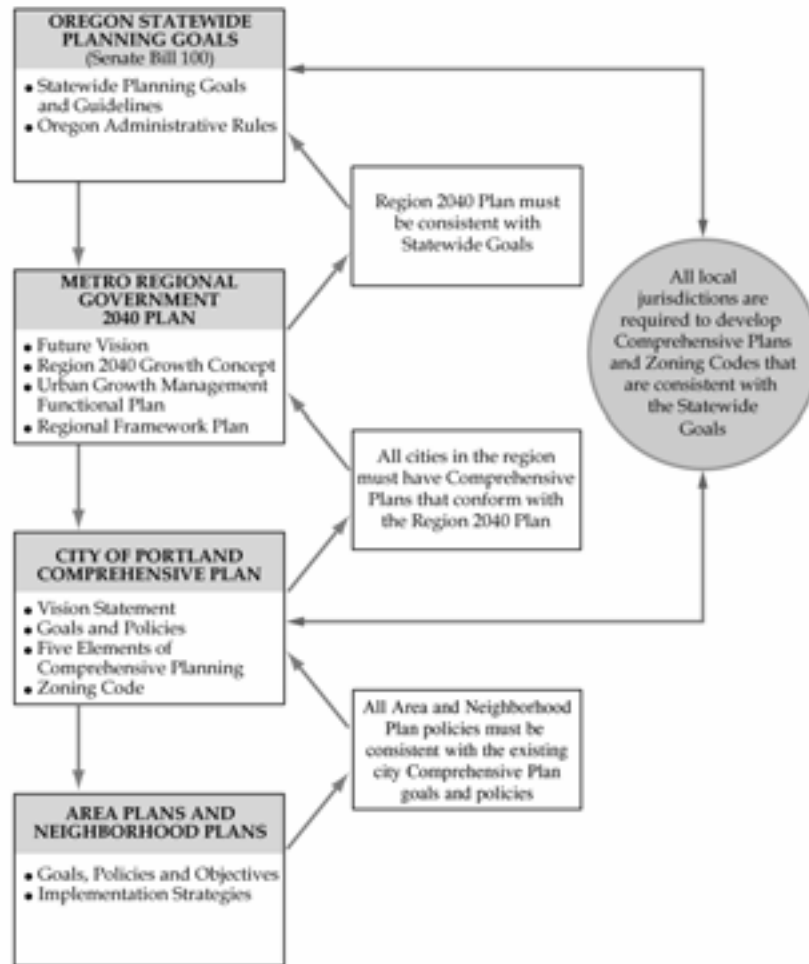 OREGON STATEWIDE
PLANNING GOALS
(Senate Bill 100)
• Statewide Planning Goals
and Guidelines
• Oregon Administrative Rules
Region 2040 Plan must
be consistent with
Statewide Goals
All local
jurisdictions are
required to develop
Comprehensive Plans
and Zoning Codes that
are consistent with
the Statewide
Goals
METRO REGIONAL
GOVERNMENT
2040 PLAN
• Future Vision
• Region 2040 Growth Concept
• Urban Growth Management
Functional Plan
• Regional Framework Plan
All cities in the region
must have Comprehensive
Plans that conform with
the Region 2040 Plan
CITY OF PORTLAND
COMPREHENSIVE PLAN
• Vision Statement
• Goals and Policies
• Five Elements of
Comprehensive Planning
• Zoning Code
All Area and Neighborhood
Plan policies must be
consistent with the existing
city Comprehensive Plan
goals and policies
AREA PLANS AND
NEIGHBORHOOD PLANS
• Goals, Policies and Objectives
• Implementation Strategies